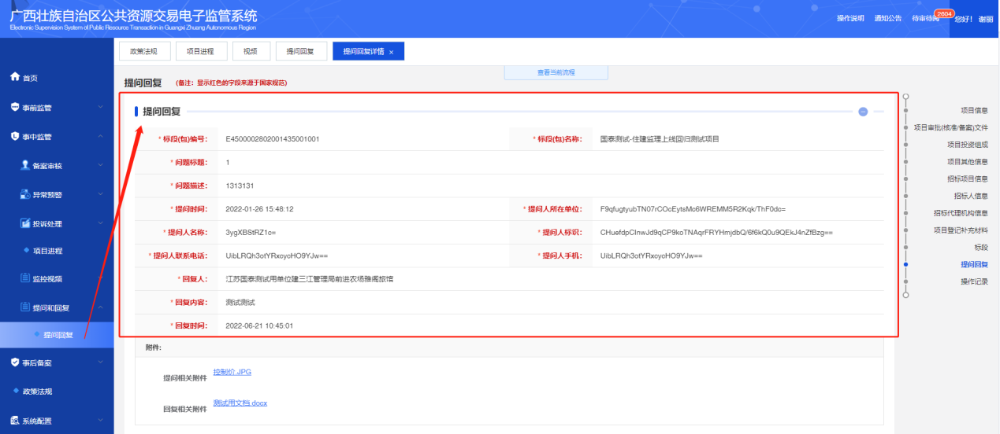 广西壮族自治区公共资源交易电子监管系统
Electronic Supervision System of Public Resource Transaction in Guangxi Zhuang Autonomous Region
操作说明 通知公告 待审待阅 2604 您好! 谢丽
政策法规 项目进程 视频 提问回复 提问回复详情 ×
首页
事前监管
事中监管
备案审核
异常预警
投诉处理
项目进程
监控视频
提问和回复
提问回复
事后备案
政策法规
系统配置
查看当前流程
提问回复 (备注：显示红色的字段来源于国家规范)
提问回复
* 标段(包)编号： E4500002802001435001001 * 标段(包)名称： 国泰测试-住建监理上线回归测试项目
* 问题标题： 1
* 问题描述： 1313131
* 提问时间： 2022-01-26 15:48:12 * 提问人所在单位： F9qfugtyubTN07rCOcEytsMc6WREMM5R2Kqk/ThF0dc=
* 提问人名称： 3ygXBStRZ1c= * 提问人标识： CHuefdpCInwJd9qCP9koTNAqrFRYHmjdbQ/6f6kQ0u9QEkJ4nZfBzg==
* 提问人联系电话： UibLRQh3otYRxoyoHO9YJw== * 提问人手机： UibLRQh3otYRxoyoHO9YJw==
* 回复人： 江苏国泰测试用单位建三江管理局前进农场雅阁旅馆
* 回复内容： 测试测试
* 回复时间： 2022-06-21 10:45:01
附件:
提问相关附件 控制价.JPG
回复相关附件 测试用文档.docx
项目信息
项目审批(核准/备案)文件
项目投资组成
项目其他信息
招标项目信息
招标人信息
招标代理机构信息
项目登记补充材料
标段
提问回复
操作记录